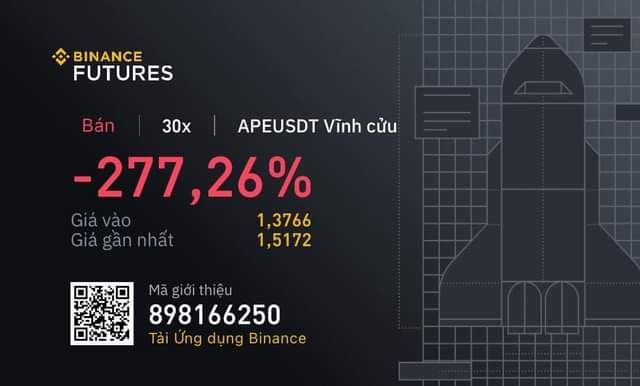 BINANCE
FUTURES
Bán | 30x | APEUSDT Vĩnh cửu
-277,26%
Giá vào 1,3766
Giá gần nhất 1,5172
Mã giới thiệu
898166250
Tải Ứng dụng Binance